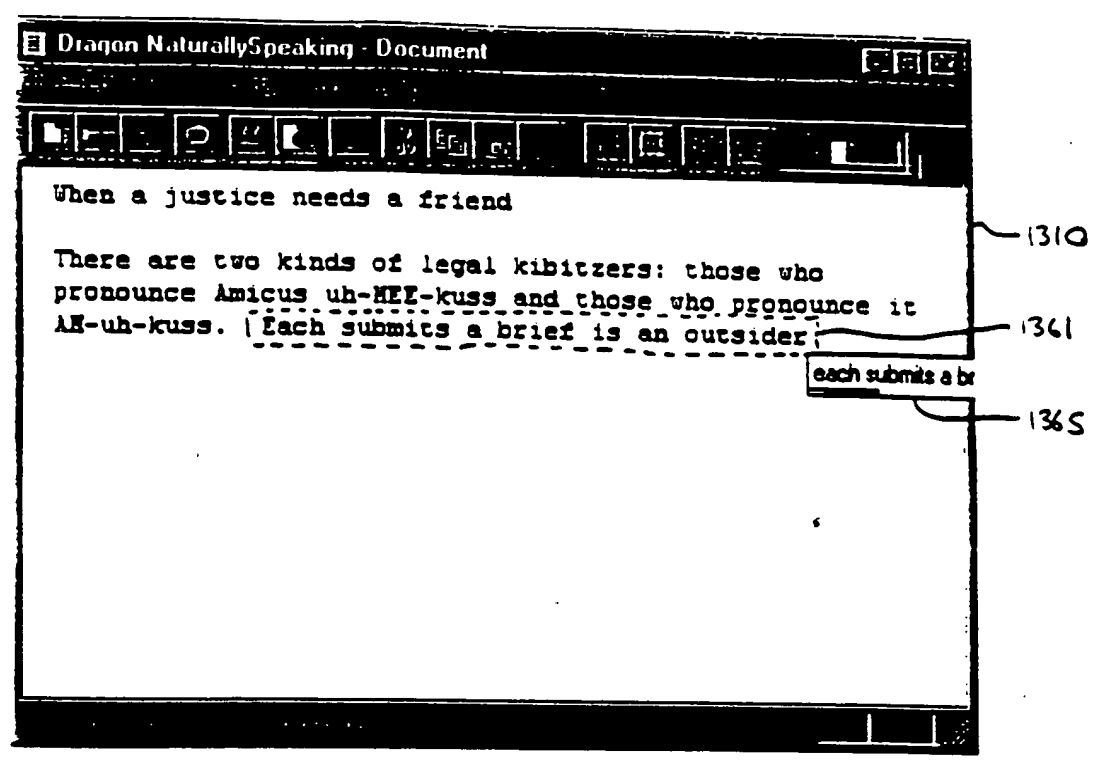 Dragon NaturallySpeaking - Document
When a justice needs a friend
There are two kinds of legal kibitzers: those who
pronounce Amicus uh-MEE-kuss and those who pronounce it
AM-uh-kuss. Each submits a brief is an outsider
each submits a br
1310
1361
1365